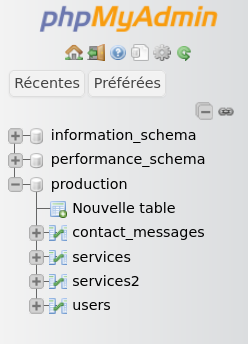 phpMyAdmin
Récentes Préférées
information_schema
performance_schema
production
Nouvelle table
contact_messages
services
services2
users